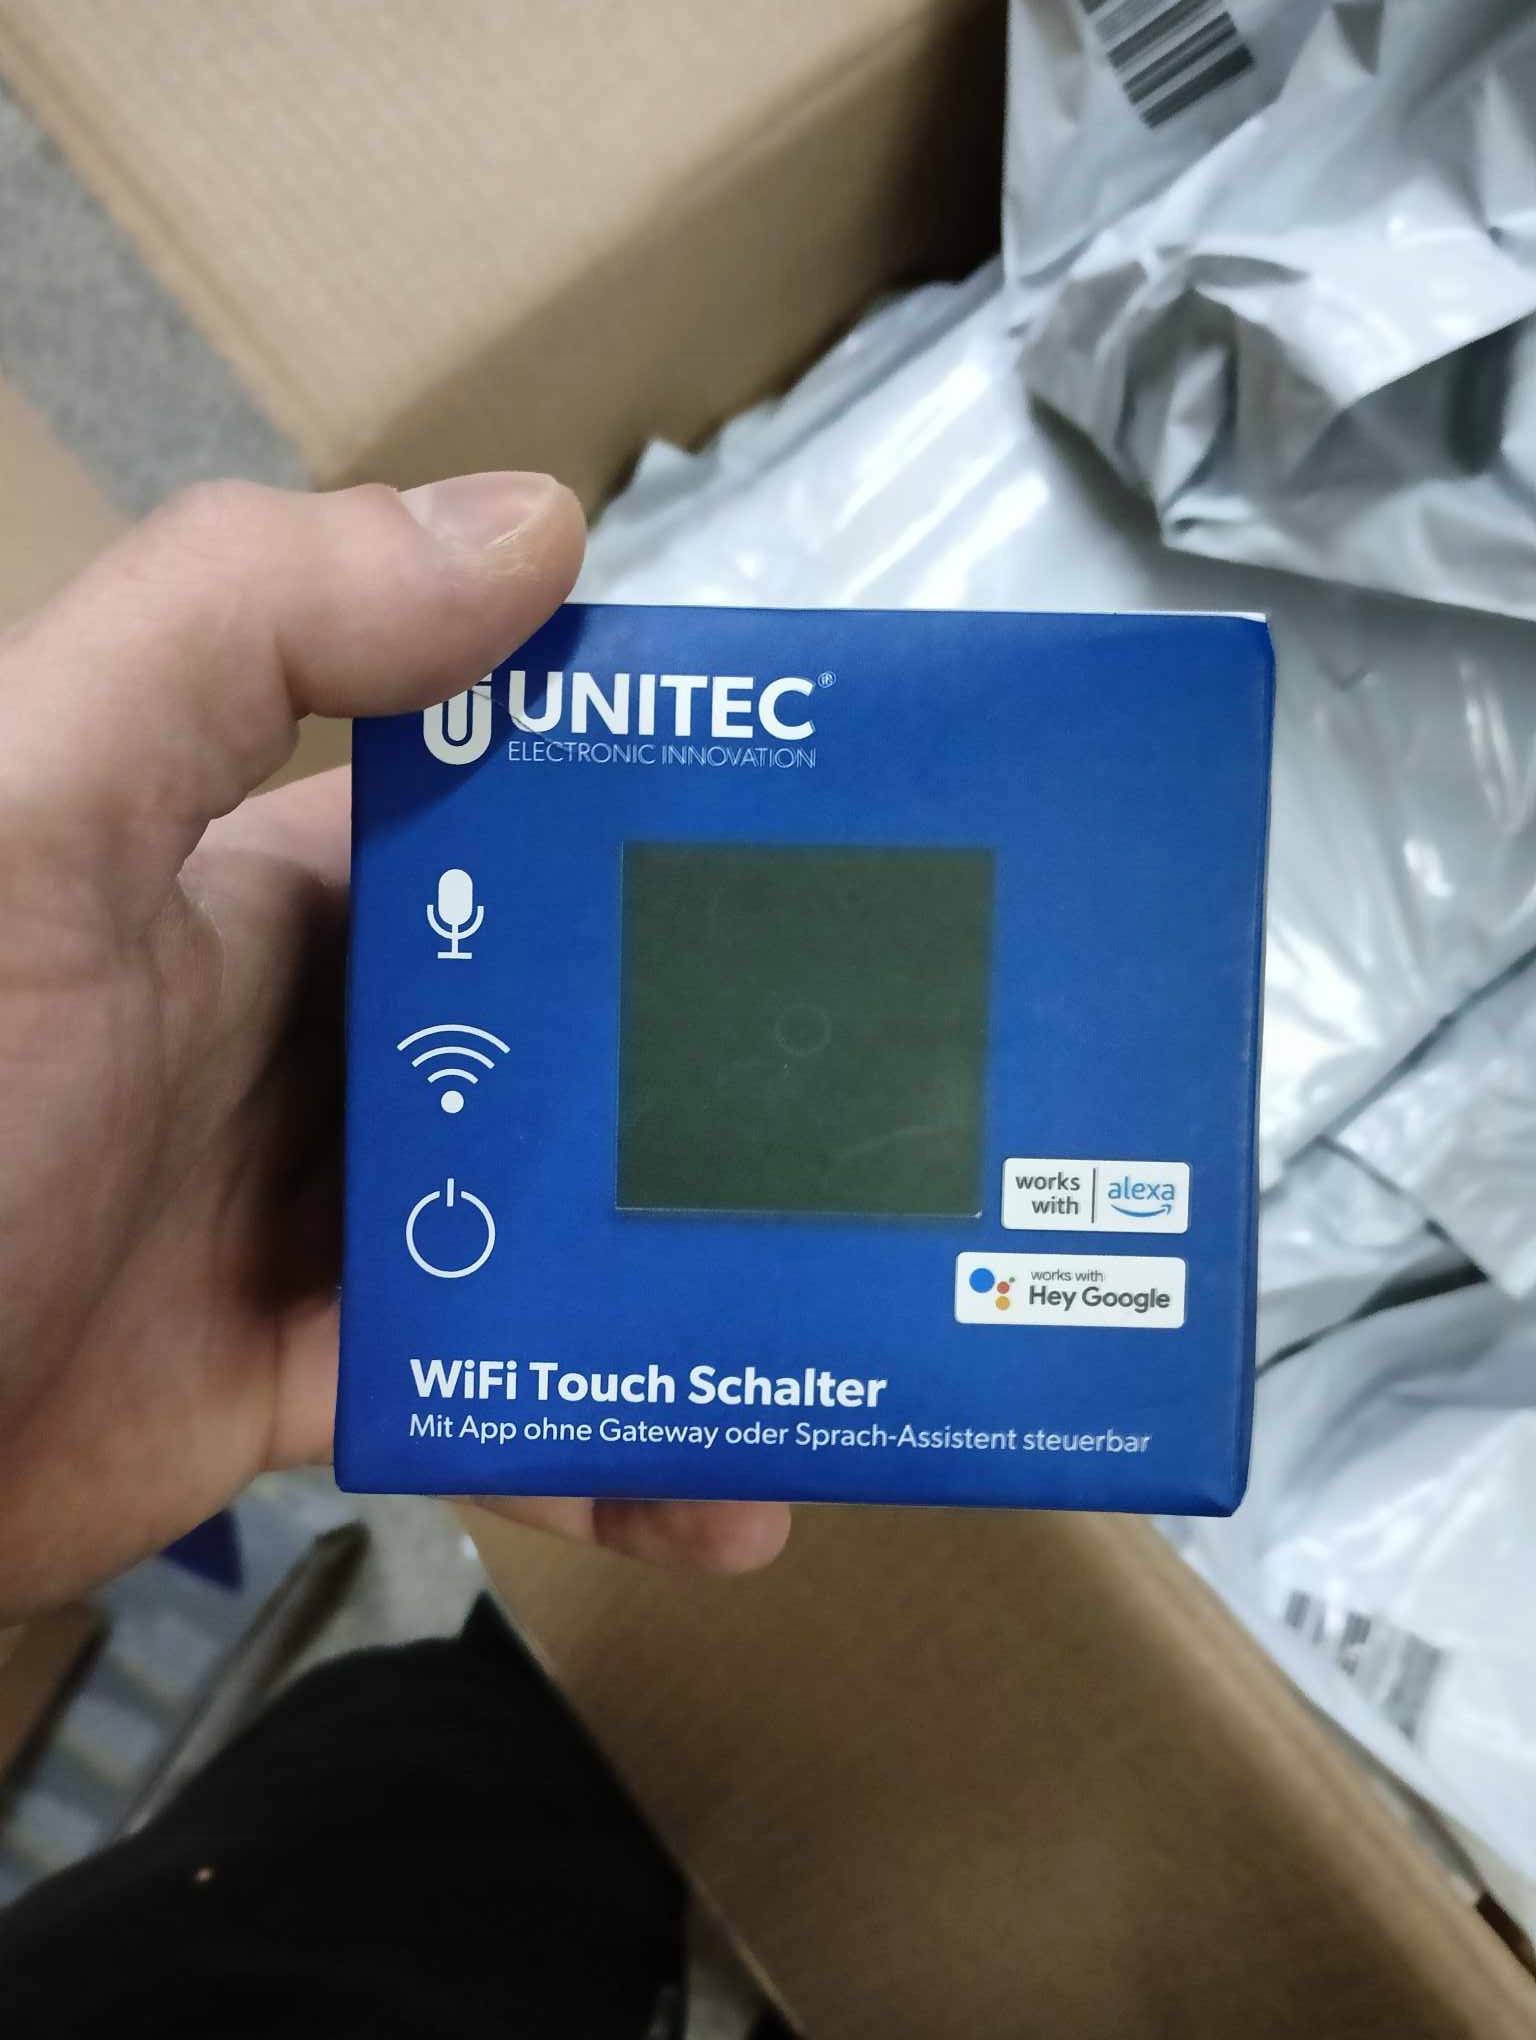 UNITEC®
ELECTRONIC INNOVATION
works with | alexa
works with
Hey Google
WiFi Touch Schalter
Mit App ohne Gateway oder Sprach-Assistent steuerbar